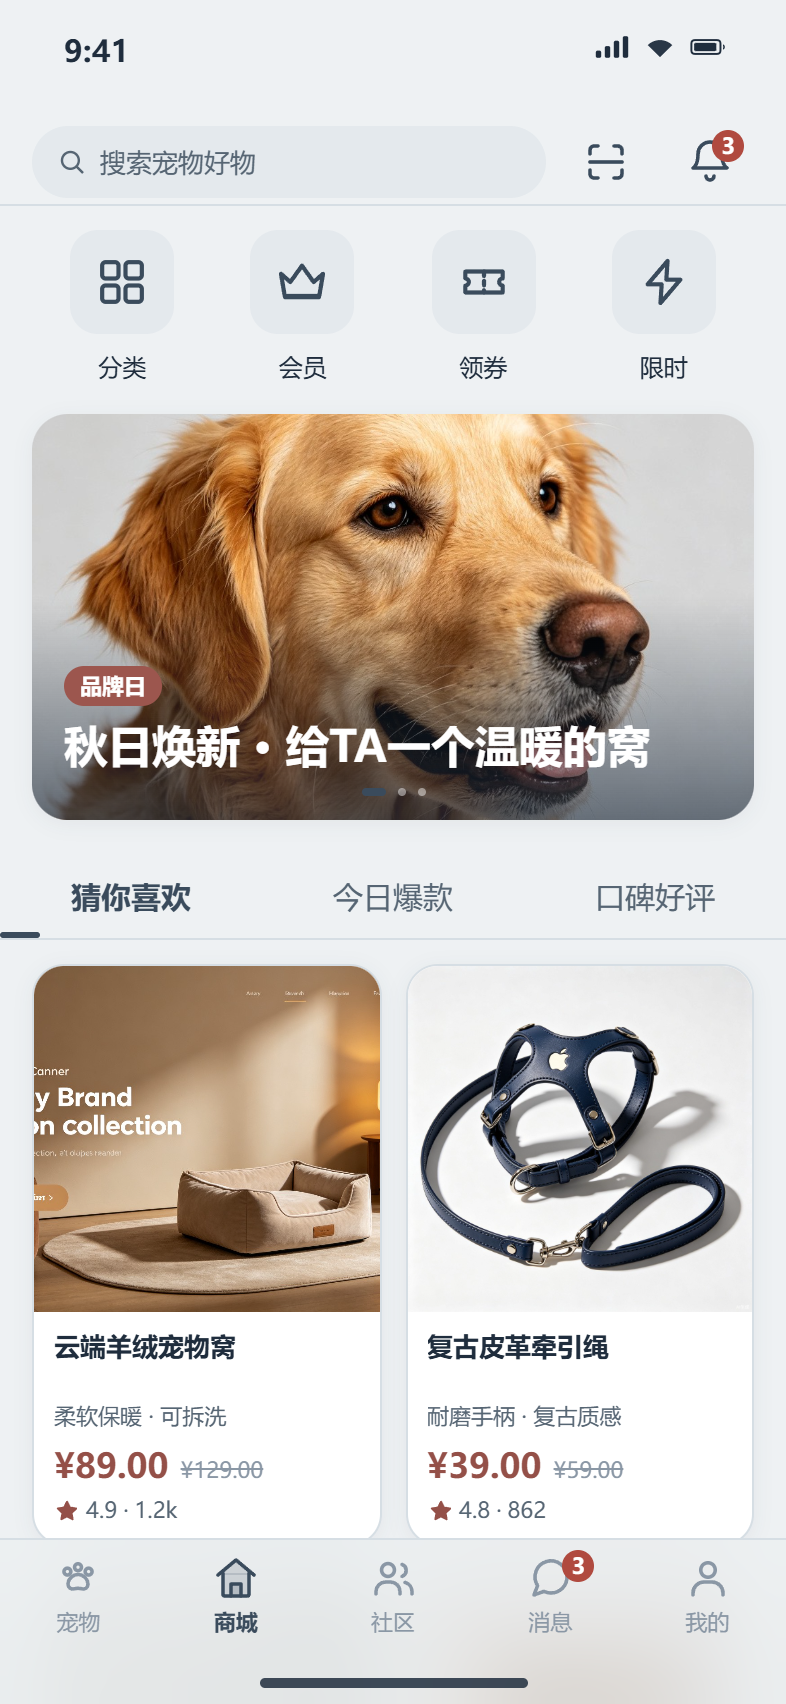 9:41
搜索宠物好物
3
分类
会员
领券
限时
品牌日
秋日焕新 • 给TA一个温暖的窝
猜你喜欢
今日爆款
口碑好评
Canner
y Brand
on collection
云端羊绒宠物窝
柔软保暖 · 可拆洗
¥89.00 ¥129.00
4.9 · 1.2k
复古皮革牵引绳
耐磨手柄 · 复古质感
¥39.00 ¥59.00
4.8 · 862
宠物
商城
社区
3
消息
我的